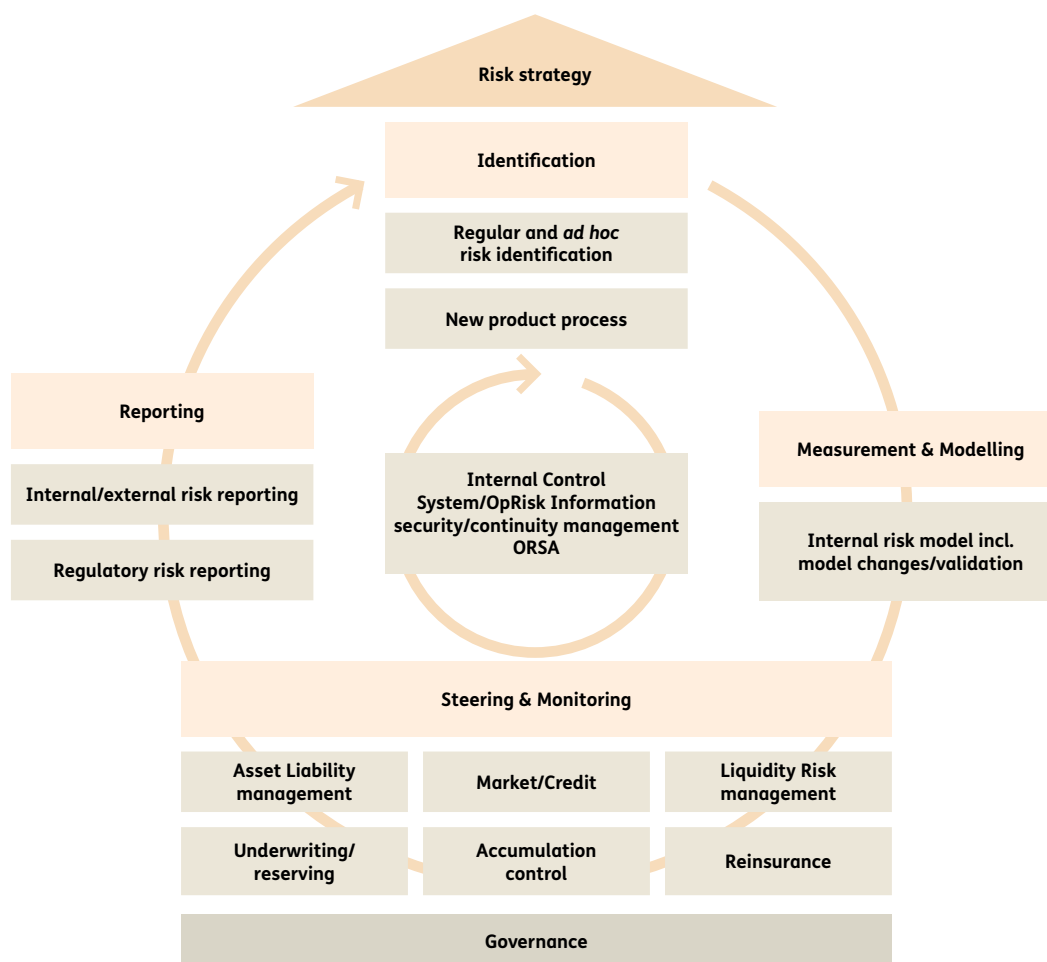 Risk strategy
Identification
Regular and ad hoc
risk identification
New product process
Reporting
Internal/external risk reporting
Regulatory risk reporting
Internal Control
System/OpRisk Information
security/continuity management
ORSA
Measurement & Modelling
Internal risk model incl.
model changes/validation
Steering & Monitoring
Asset Liability
management
Market/Credit
Liquidity Risk
management
Underwriting/
reserving
Accumulation
control
Reinsurance
Governance